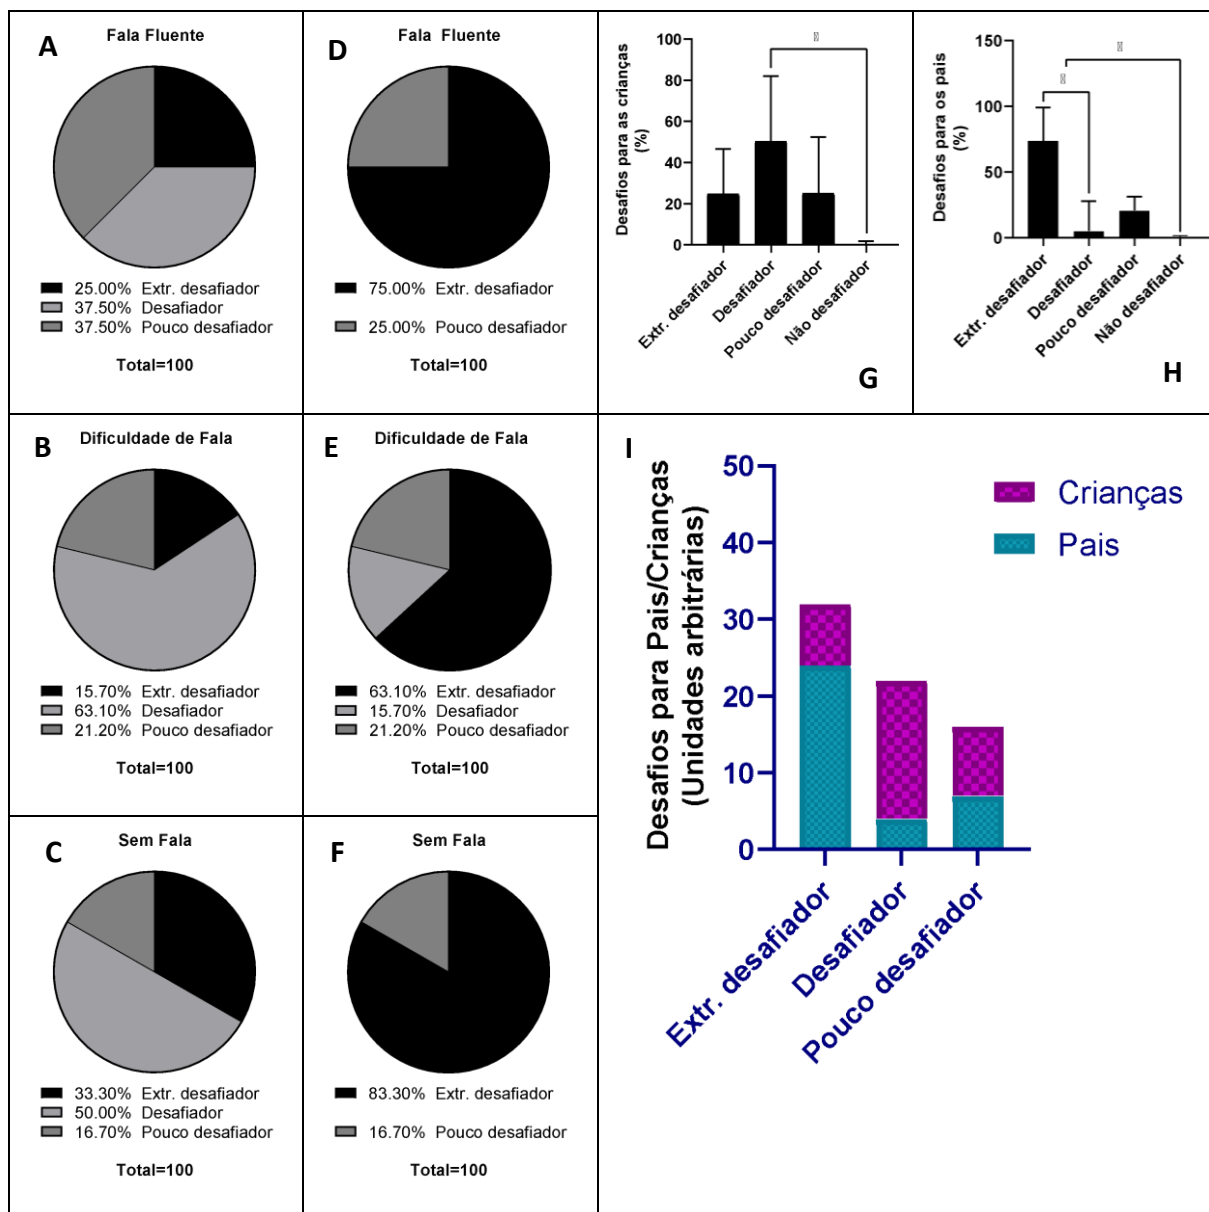 A
Fala Fluente
25.00% Extr. desafiador
37.50% Desafiador
37.50% Pouco desafiador
Total=100
D
Fala Fluente
75.00% Extr. desafiador
25.00% Pouco desafiador
Total=100
Desafios para as crianças
(%)
100
80
60
40
20
0
Extr. desafiador
Desafiador
Pouco desafiador
Não desafiador
G
Desafios para os pais
(%)
150
100
50
0
Extr. desafiador
Desafiador
Pouco desafiador
Não desafiador
H
B
Dificuldade de Fala
15.70% Extr. desafiador
63.10% Desafiador
21.20% Pouco desafiador
Total=100
E
Dificuldade de Fala
63.10% Extr. desafiador
15.70% Desafiador
21.20% Pouco desafiador
Total=100
C
Sem Fala
33.30% Extr. desafiador
50.00% Desafiador
16.70% Pouco desafiador
Total=100
F
Sem Fala
83.30% Extr. desafiador
16.70% Pouco desafiador
Total=100
I
Desafios para Pais/Crianças
(Unidades arbitrárias)
50
40
30
20
10
0
Crianças
Pais
Extr. desafiador
Desafiador
Pouco desafiador